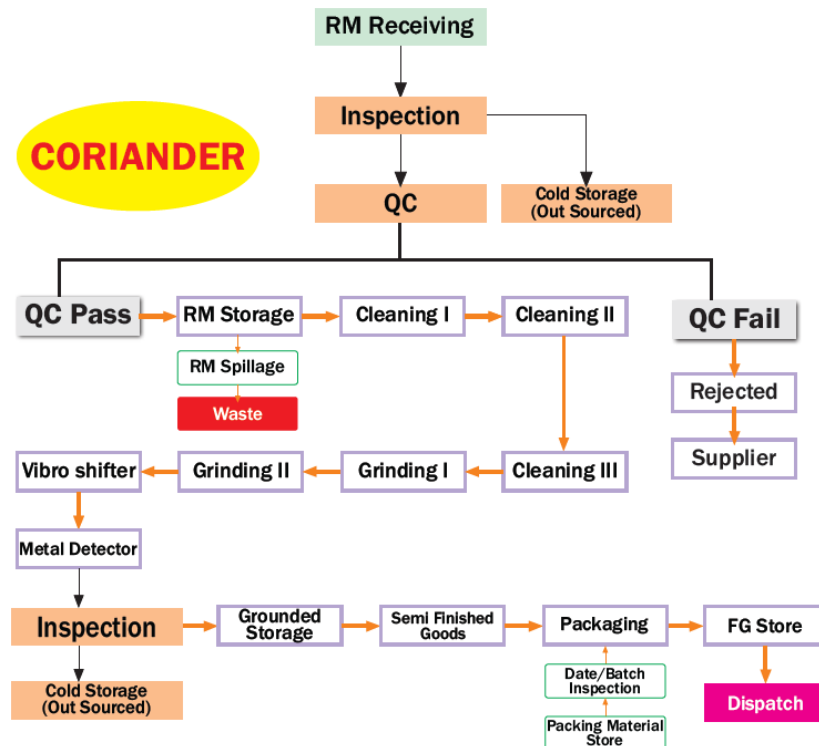 RM Receiving
Inspection
CORIANDER
QC
Cold Storage
(Out Sourced)
QC Pass
RM Storage
Cleaning I
Cleaning II
QC Fail
RM Spillage
Waste
Rejected
Supplier
Vibro shifter
Grinding II
Grinding I
Cleaning III
Metal Detector
Inspection
Grounded
Storage
Semi Finished
Goods
Packaging
FG Store
Cold Storage
(Out Sourced)
Date/Batch
Inspection
Dispatch
Packing Material
Store